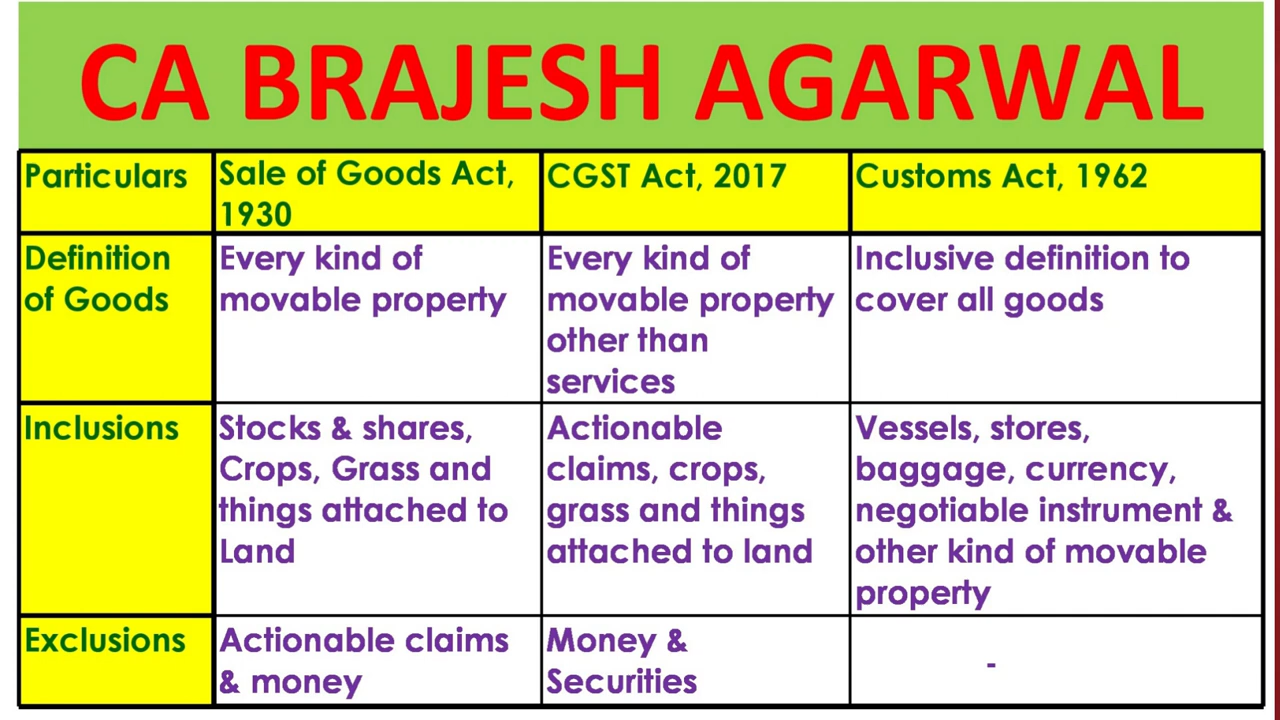 CA BRAJESH AGARWAL
Particulars
Sale of Goods Act,
1930
CGST Act, 2017
Customs Act, 1962
Definition
of Goods
Every kind of
movable property
Every kind of
movable property
other than
services
Inclusive definition to
cover all goods
Inclusions
Stocks & shares,
Crops, Grass and
things attached to
Land
Actionable
claims, crops,
grass and things
attached to land
Vessels, stores,
baggage, currency,
negotiable instrument &
other kind of movable
property
Exclusions
Actionable claims
& money
Money &
Securities
-